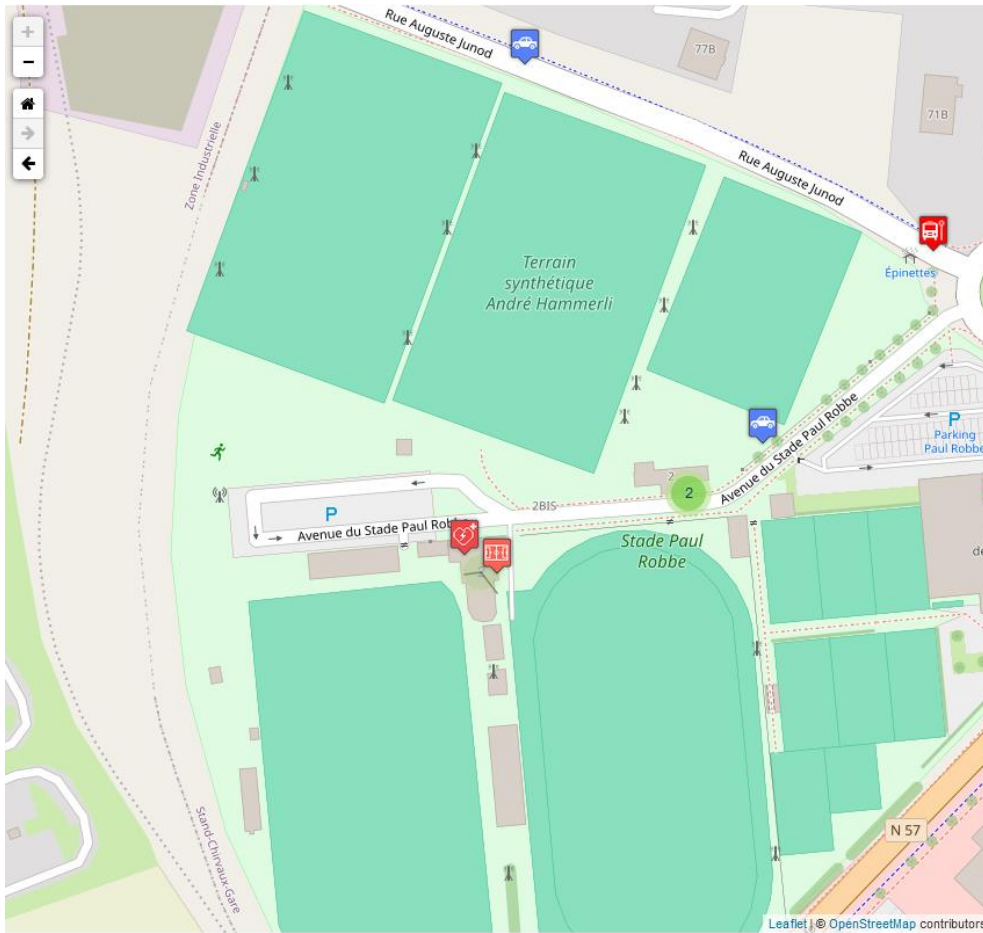 +
−
Rue Auguste Junod
77B
71B
Zone Industrielle
Rue Auguste Junod
Terrain
synthétique
André Hammerli
Épinettes
Avenue du Stade Paul Robbe
P
Parking
Paul Robbe
2
2
2BIS
P
Avenue du Stade Paul Robbe
Stade Paul
Robbe
de
N 57
Stand-Chirvaux-Gare
Leaflet | © OpenStreetMap contributors